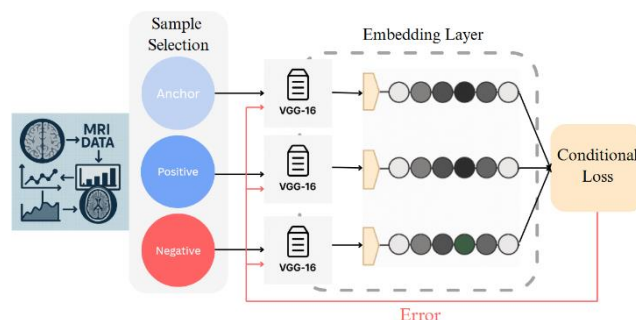 Sample
Selection
Embedding Layer
Anchor
VGG-16
MRI
DATA
Positive
VGG-16
Conditional
Loss
Negative
VGG-16
Error